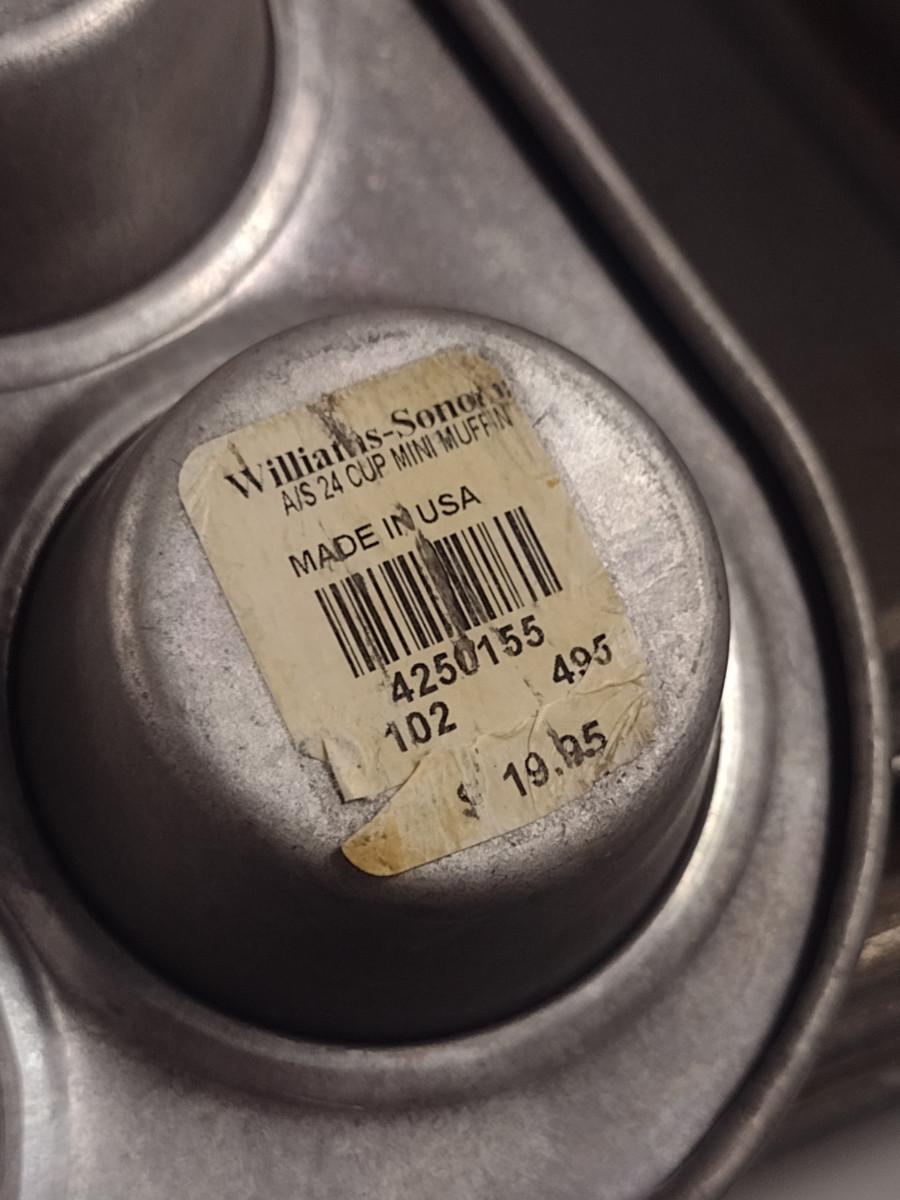 Williams-Sonoma
A/S 24 CUP MINI MUFFIN
MADE IN USA
4250155
102 495
$ 19.95